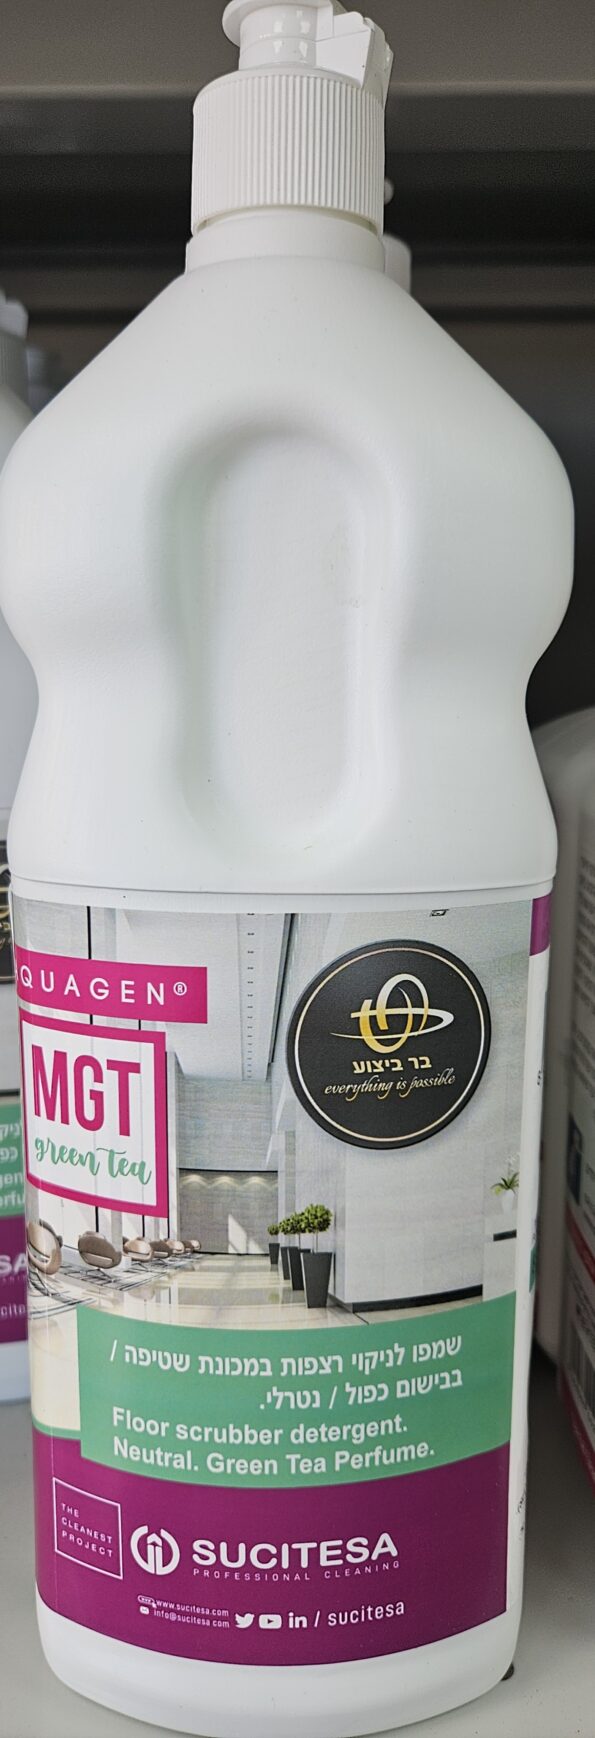 QUAGEN®
MGT
green tea
בר ביצוע
everything is possible
שמפו לניקוי רצפות במכונת שטיפה /
בבישום כפול / נטרלי.
Floor scrubber detergent.
Neutral. Green Tea Perfume.
THE
CLEANEST
PROJECT
SUCITESA
PROFESSIONAL CLEANING
www.sucitesa.com
info@sucitesa.com
in / sucitesa